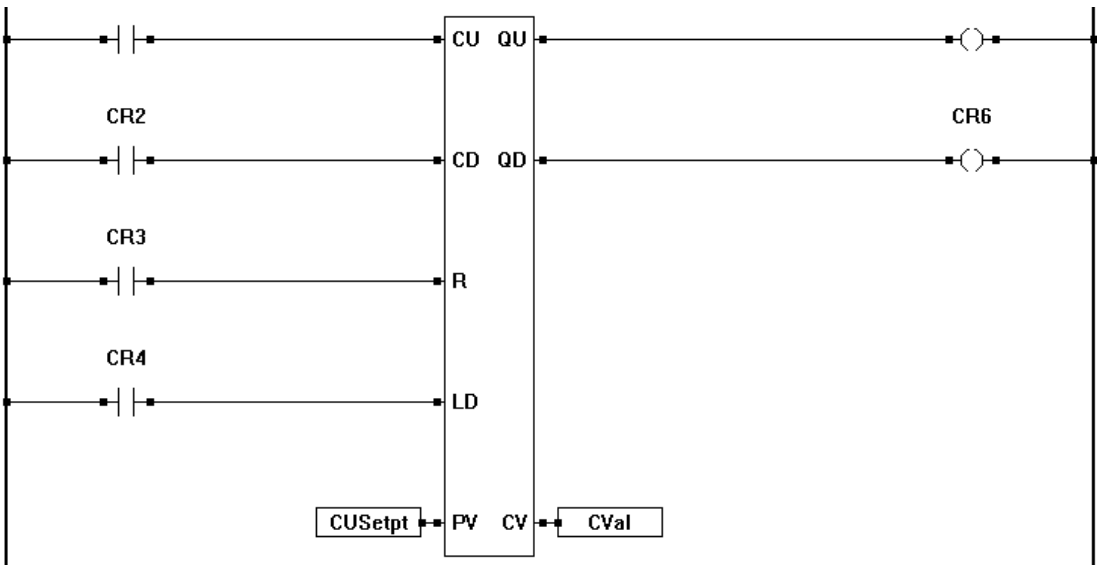 CU QU
CR2
CR6
CD QD
CR3
R
CR4
LD
CUSetpt PV CV CVal